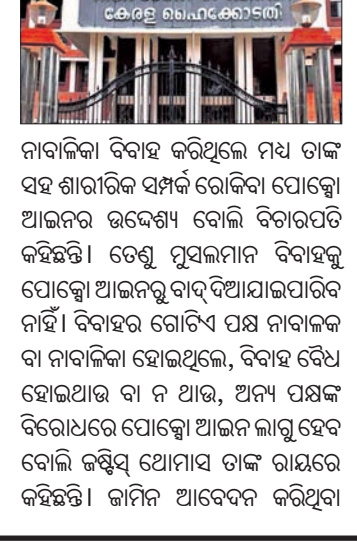 കേരള ഹൈക്കോടതി
ନାବାଳିକା ବିବାହ କରିଥିଲେ ମଧ୍ୟ ତାଙ୍କ
ସହ ଶାରୀରିକ ସମ୍ପର୍କ ରୋକିବା ପୋକ୍ସୋ
ଆଇନର ଉଦ୍ଦେଶ୍ୟ ବୋଲି ବିଚାରପତି
କହିଛନ୍ତି। ତେଣୁ ମୁସଲମାନ ବିବାହକୁ
ପୋକ୍ସୋ ଆଇନରୁ ବାଦ୍ ଦିଆଯାଇପାରିବ
ନାହିଁ। ବିବାହର ଗୋଟିଏ ପକ୍ଷ ନାବାଳକ
ବା ନାବାଳିକା ହୋଇଥିଲେ, ବିବାହ ବୈଧ
ହୋଇଥାଉ ବା ନ ଥାଉ, ଅନ୍ୟ ପକ୍ଷଙ୍କ
ବିରୋଧରେ ପୋକ୍ସୋ ଆଇନ ଲାଗୁ ହେବ
ବୋଲି ଜଷ୍ଟିସ୍ ଥୋମାସ ତାଙ୍କ ରାୟରେ
କହିଛନ୍ତି। ଜାମିନ ଆବେଦନ କରିଥିବା